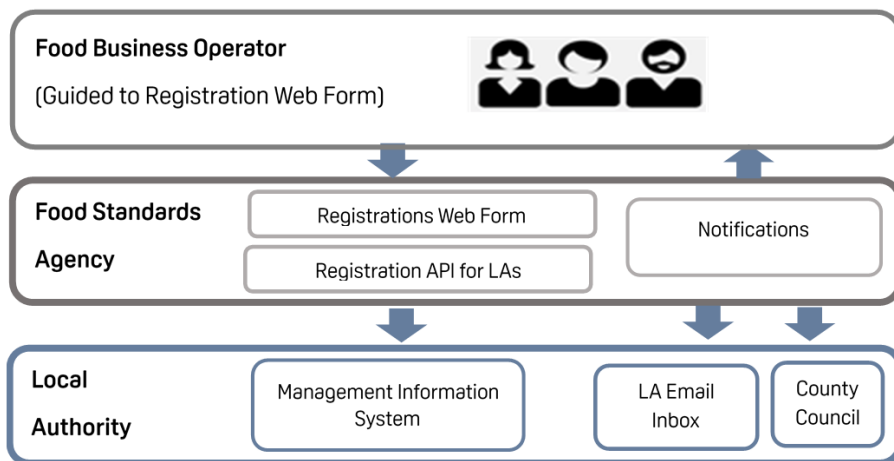 Food Business Operator
(Guided to Registration Web Form)
Food Standards
Agency
Registrations Web Form
Registration API for LAs
Notifications
Local
Authority
Management Information
System
LA Email
Inbox
County
Council